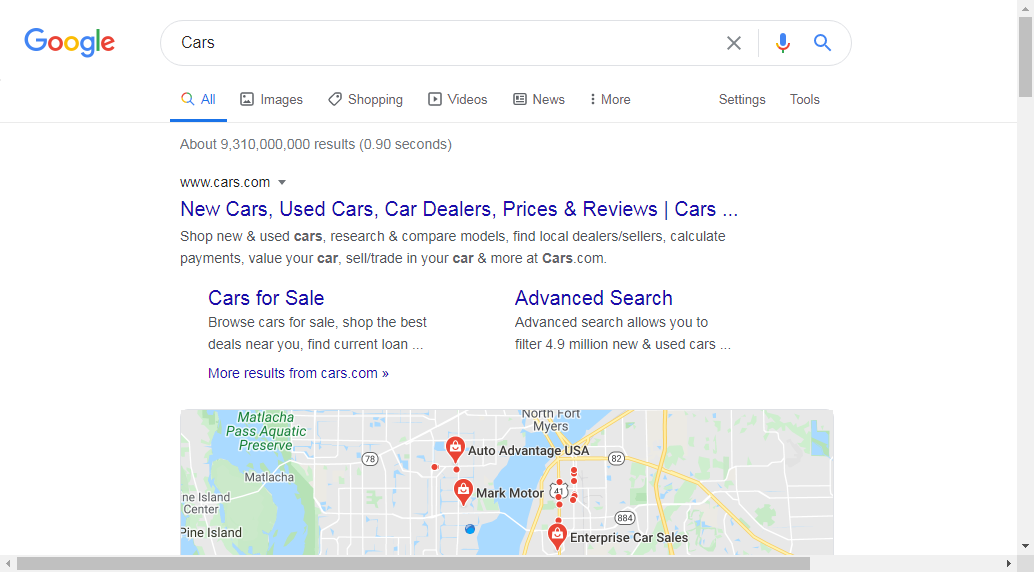 Google
Cars
All
Images
Shopping
Videos
News
More
Settings
Tools
About 9,310,000,000 results (0.90 seconds)
www.cars.com
New Cars, Used Cars, Car Dealers, Prices & Reviews | Cars ...
Shop new & used cars, research & compare models, find local dealers/sellers, calculate
payments, value your car, sell/trade in your car & more at Cars.com.
Cars for Sale
Browse cars for sale, shop the best
deals near you, find current loan ...
Advanced Search
Advanced search allows you to
filter 4.9 million new & used cars ...
More results from cars.com »
Matlacha
Pass Aquatic
Preserve
North Fort
Myers
Auto Advantage USA
78
82
Matlacha
Mark Motor
41
ne Island
Center
884
Pine Island
Enterprise Car Sales